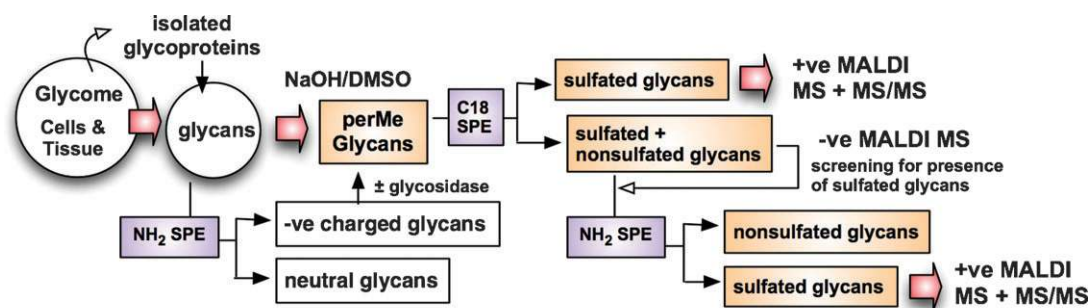 isolated
glycoproteins
Glycome
Cells &
Tissue
glycans
NaOH/DMSO
perMe
Glycans
C18
SPE
sulfated glycans
+ve MALDI
MS + MS/MS
sulfated +
nonsulfated glycans
-ve MALDI MS
screening for presence
of sulfated glycans
± glycosidase
NH₂ SPE
-ve charged glycans
neutral glycans
NH₂ SPE
nonsulfated glycans
sulfated glycans
+ve MALDI
MS + MS/MS